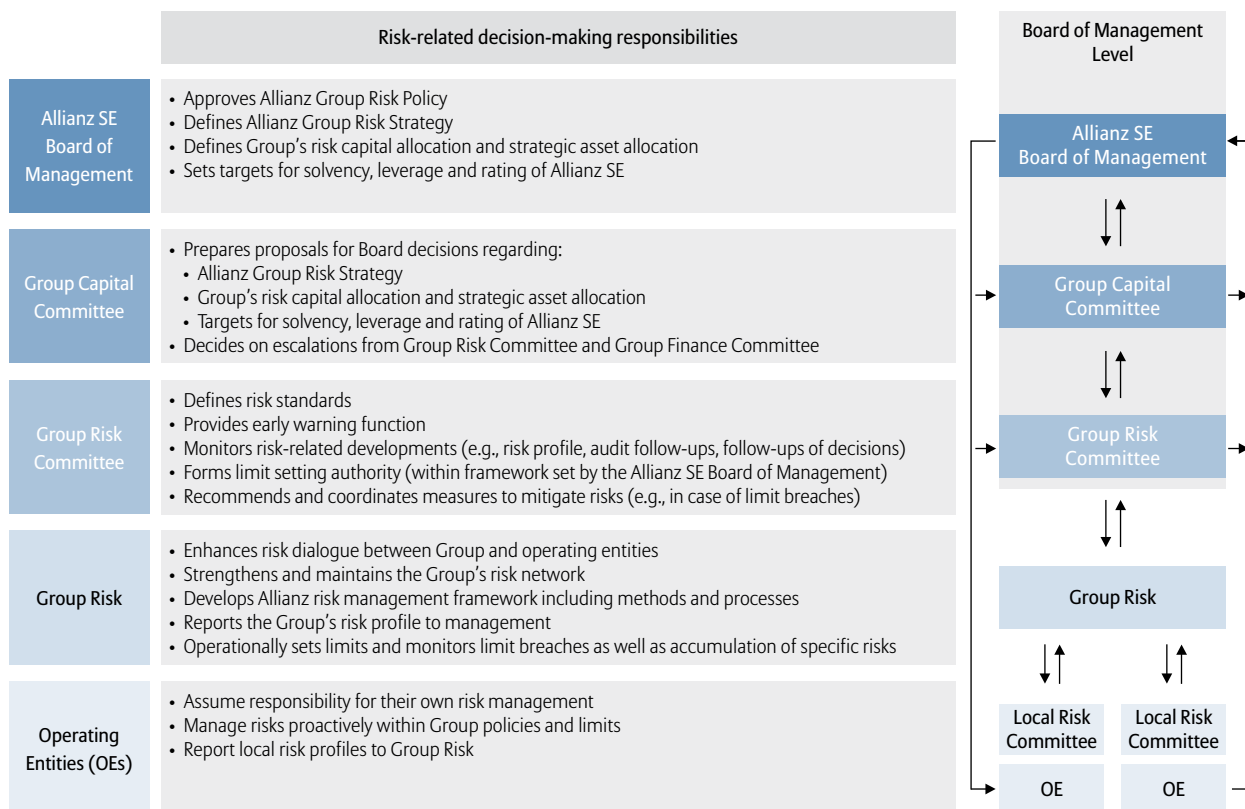 Risk-related decision-making responsibilities
Allianz SE
Board of
Management
• Approves Allianz Group Risk Policy
• Defines Allianz Group Risk Strategy
• Defines Group's risk capital allocation and strategic asset allocation
• Sets targets for solvency, leverage and rating of Allianz SE
Group Capital
Committee
• Prepares proposals for Board decisions regarding:
• Allianz Group Risk Strategy
• Group's risk capital allocation and strategic asset allocation
• Targets for solvency, leverage and rating of Allianz SE
• Decides on escalations from Group Risk Committee and Group Finance Committee
Group Risk
Committee
• Defines risk standards
• Provides early warning function
• Monitors risk-related developments (e.g., risk profile, audit follow-ups, follow-ups of decisions)
• Forms limit setting authority (within framework set by the Allianz SE Board of Management)
• Recommends and coordinates measures to mitigate risks (e.g., in case of limit breaches)
Group Risk
• Enhances risk dialogue between Group and operating entities
• Strengthens and maintains the Group's risk network
• Develops Allianz risk management framework including methods and processes
• Reports the Group's risk profile to management
• Operationally sets limits and monitors limit breaches as well as accumulation of specific risks
Operating
Entities (OEs)
• Assume responsibility for their own risk management
• Manage risks proactively within Group policies and limits
• Report local risk profiles to Group Risk
Board of Management
Level
Allianz SE
Board of Management
Group Capital
Committee
Group Risk
Committee
Group Risk
Local Risk
Committee
Local Risk
Committee
OE
OE